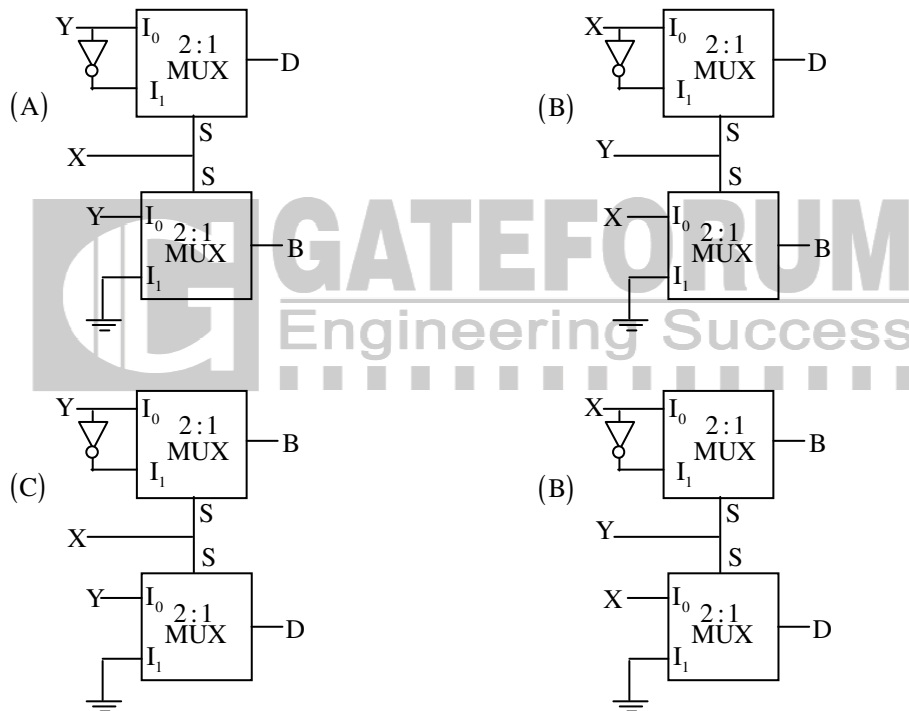 (A)
Y
I0
2:1
MUX
I1
D
S
X
S
Y
I0
2:1
MUX
I1
B
(B)
X
I0
2:1
MUX
I1
D
S
Y
S
X
I0
2:1
MUX
I1
B
GATEFORUM
Engineering Success
(C)
Y
I0
2:1
MUX
I1
B
S
X
S
Y
I0
2:1
MUX
I1
D
(B)
X
I0
2:1
MUX
I1
B
S
Y
S
X
I0
2:1
MUX
I1
D